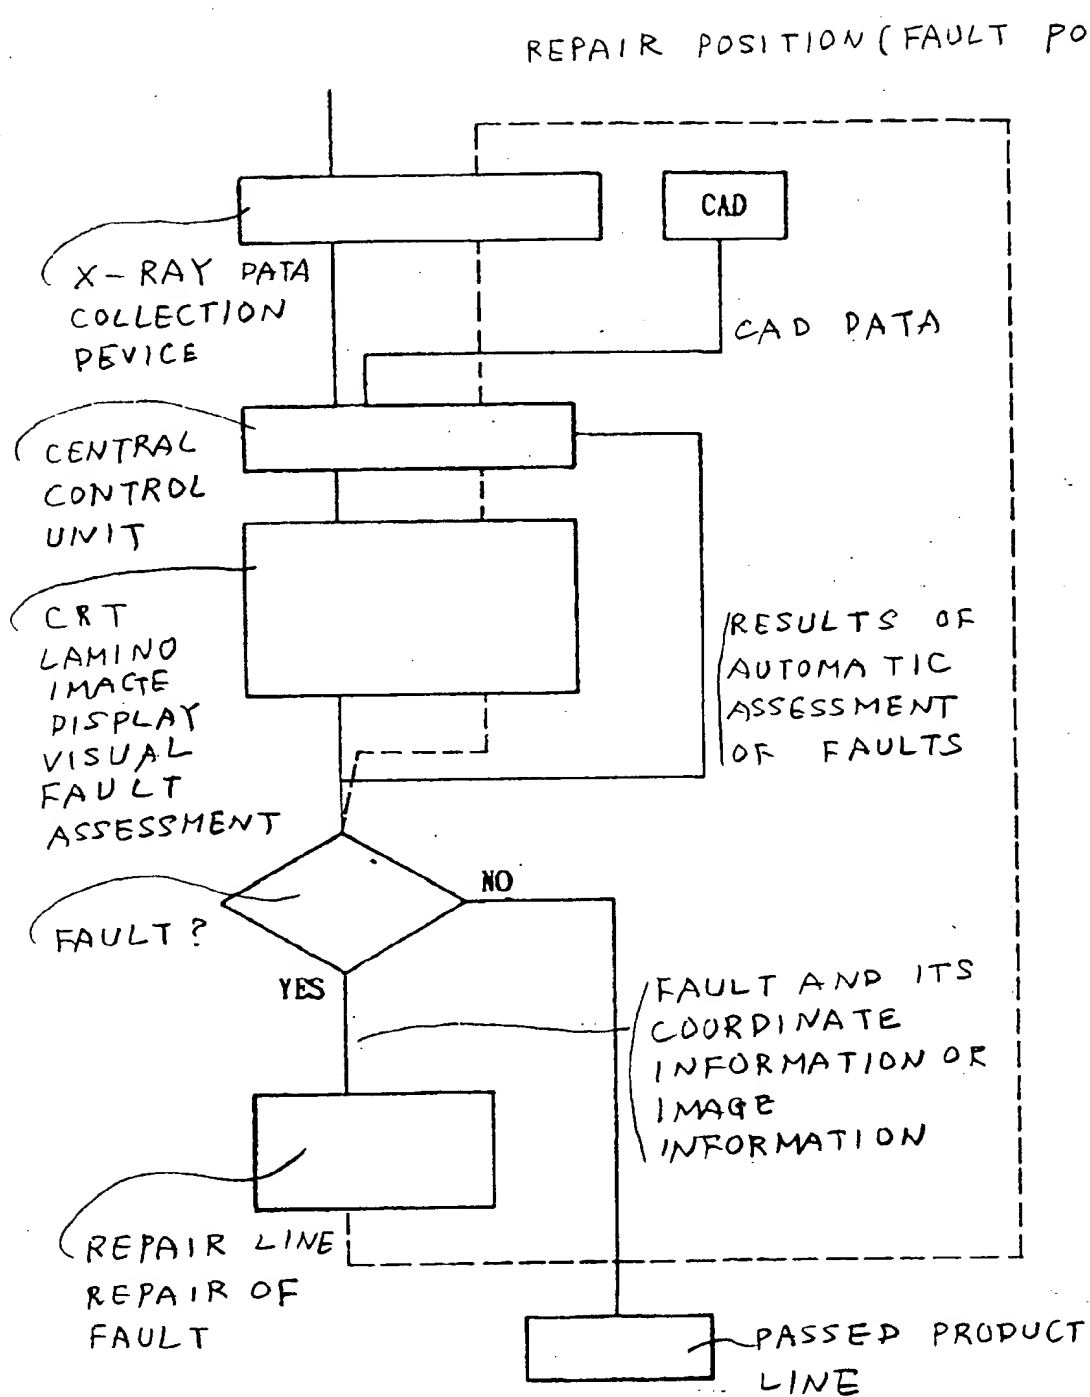 REPAIR POSITION (FAULT PO
CAD
X-RAY DATA
COLLECTION
DEVICE
CAD DATA
CENTRAL
CONTROL
UNIT
CRT
LAMINO
IMAGE
DISPLAY
VISUAL
FAULT
ASSESSMENT
RESULTS OF
AUTOMATIC
ASSESSMENT
OF FAULTS
NO
FAULT?
YES
FAULT AND ITS
COORDINATE
INFORMATION OR
IMAGE
INFORMATION
REPAIR LINE
REPAIR OF
FAULT
PASSED PRODUCT
LINE